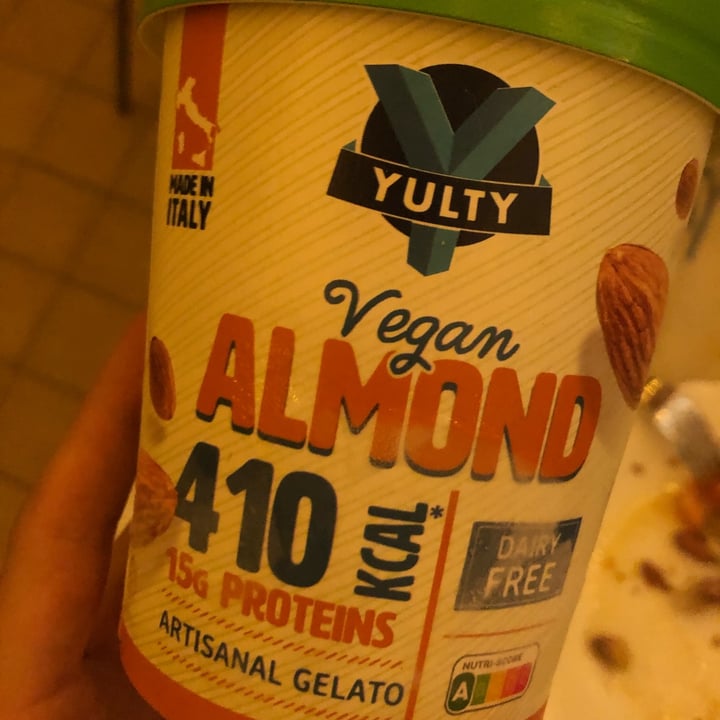 MADE IN
ITALY
YULTY
Vegan
ALMOND
410
KCAL*
15G PROTEINS
ARTISANAL GELATO
DAIRY
FREE
NUTRI-SCORE
A